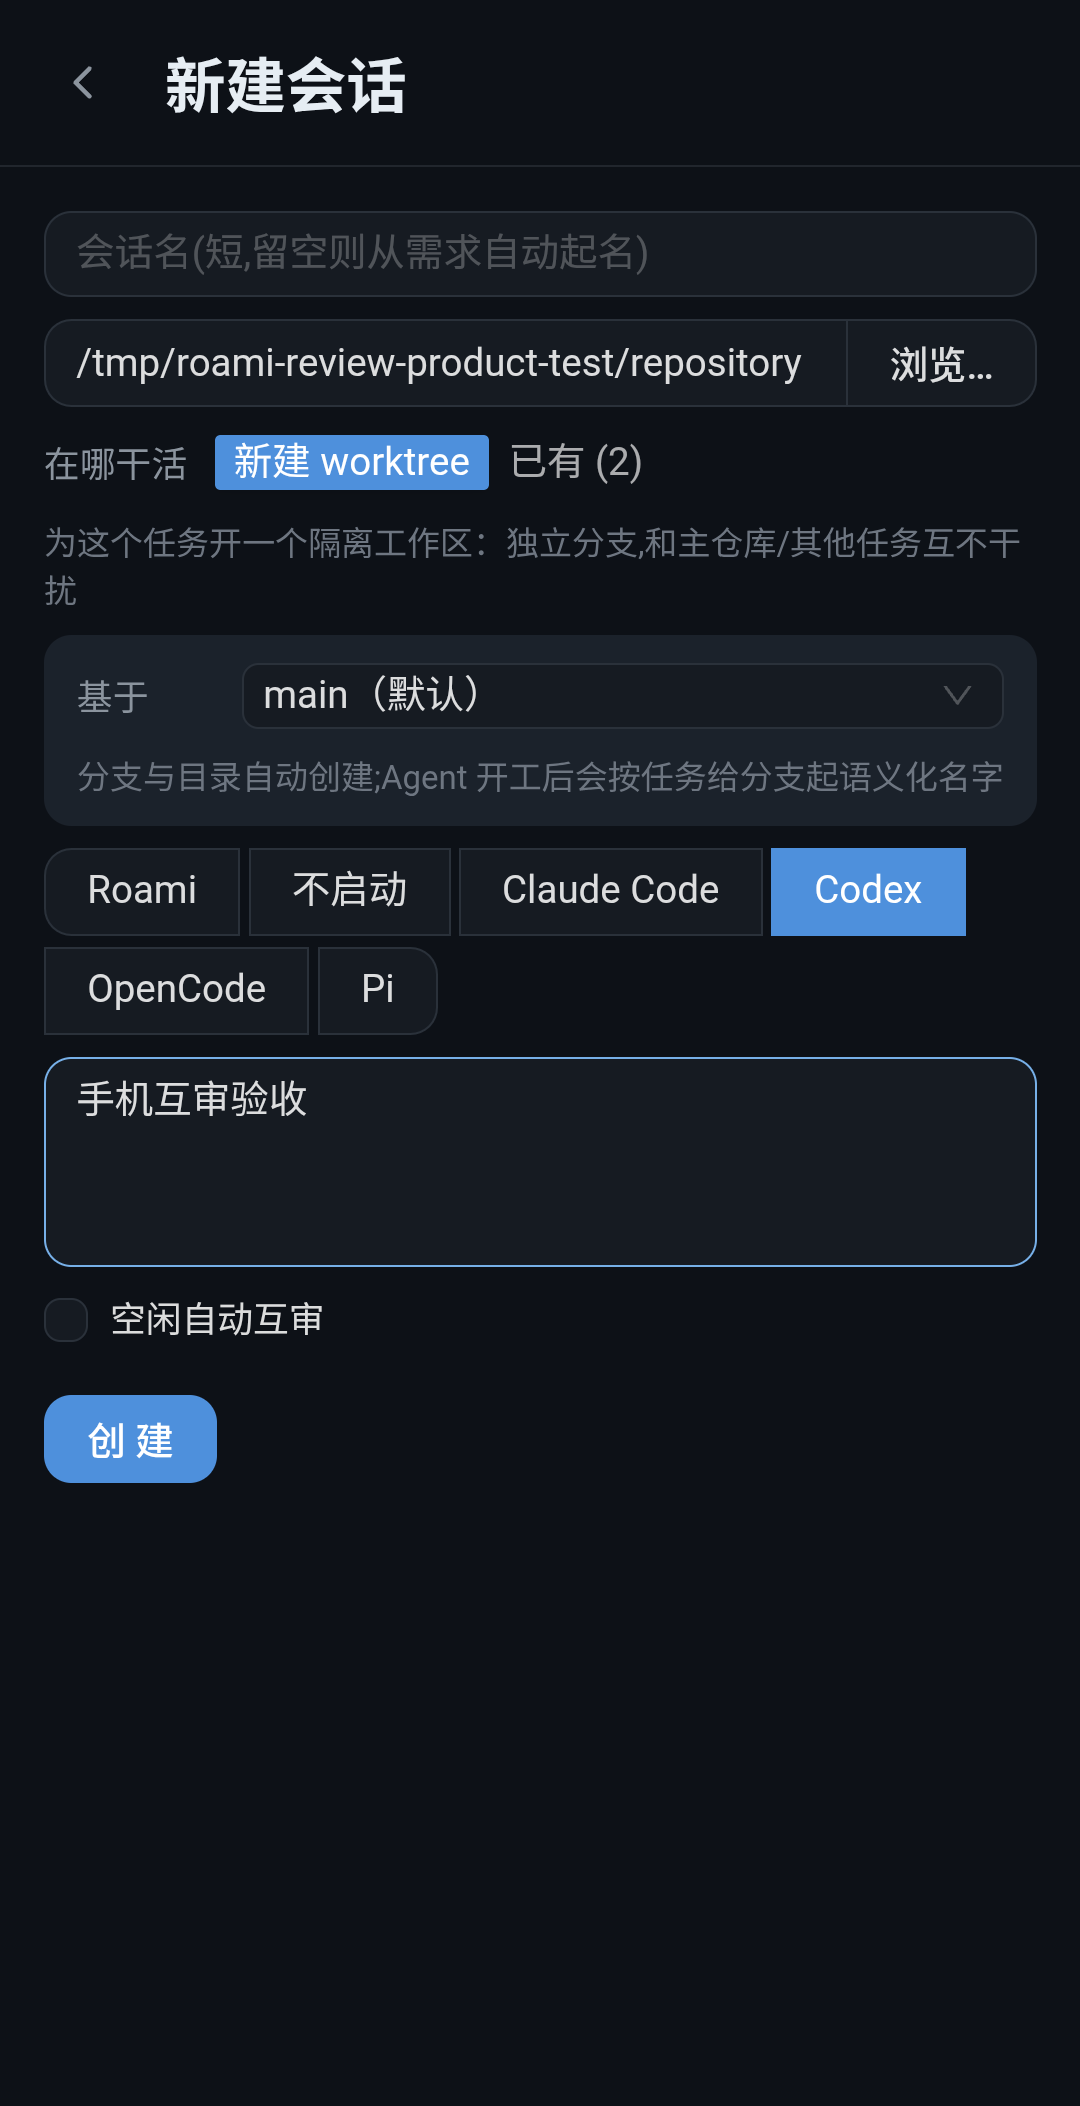 新建会话
会话名(短,留空则从需求自动起名)
/tmp/roami-review-product-test/repository 浏览...
在哪干活 新建 worktree 已有 (2)
为这个任务开一个隔离工作区：独立分支,和主仓库/其他任务互不干
扰
基于 main（默认）
分支与目录自动创建;Agent 开工后会按任务给分支起语义化名字
Roami 不启动 Claude Code Codex
OpenCode Pi
手机互审验收
空闲自动互审
创 建